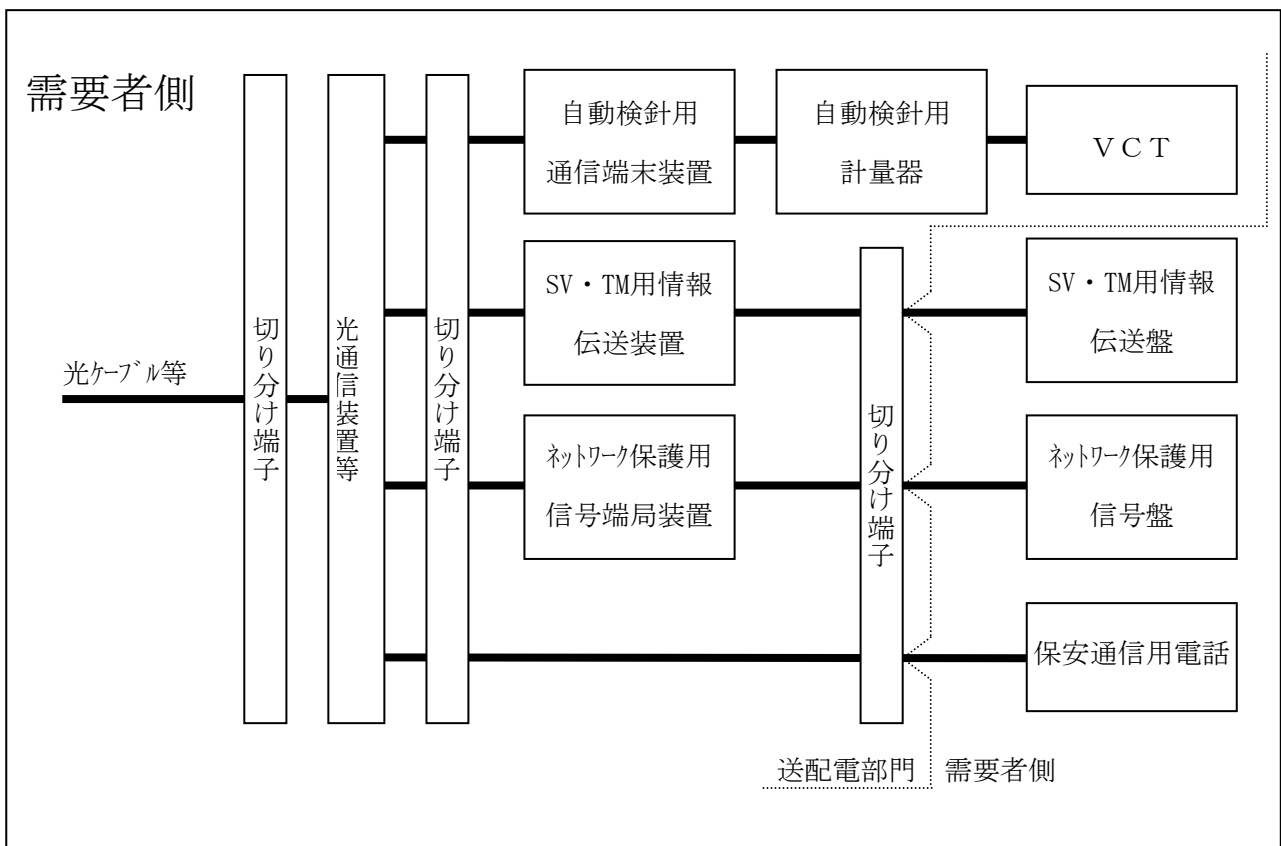 需要者側
自動検針用
通信端末装置
自動検針用
計量器
ＶＣＴ
SV・TM用情報
伝送装置
SV・TM用情報
伝送盤
光ｹｰﾌﾞﾙ等
切り分け端子
光通信装置等
切り分け端子
切り分け端子
ﾈｯﾄﾜｰｸ保護用
信号端局装置
ﾈｯﾄﾜｰｸ保護用
信号盤
保安通信用電話
送配電部門
需要者側